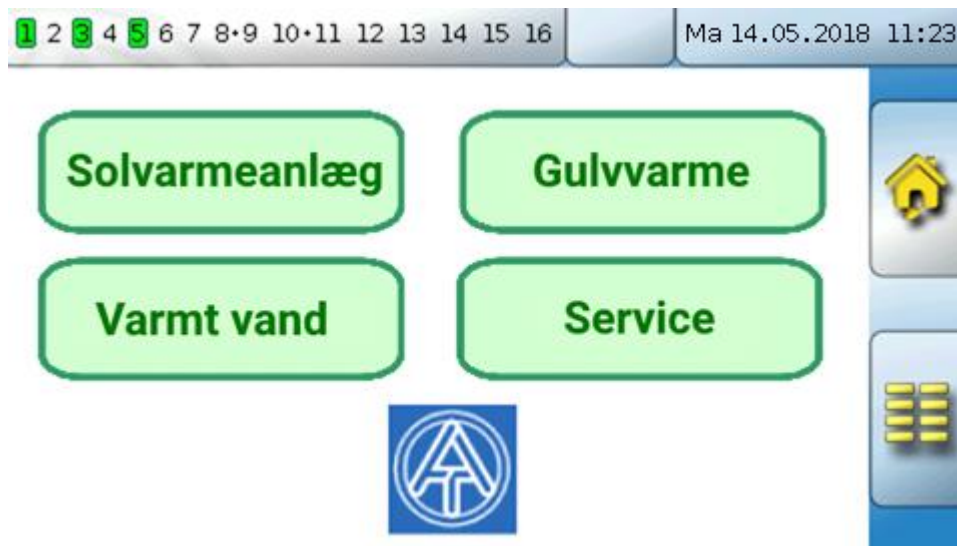 1 2 3 4 5 6 7 8·9 10·11 12 13 14 15 16 Ma 14.05.2018 11:23
Solvarmeanlæg Gulvvarme
Varmt vand Service
TA